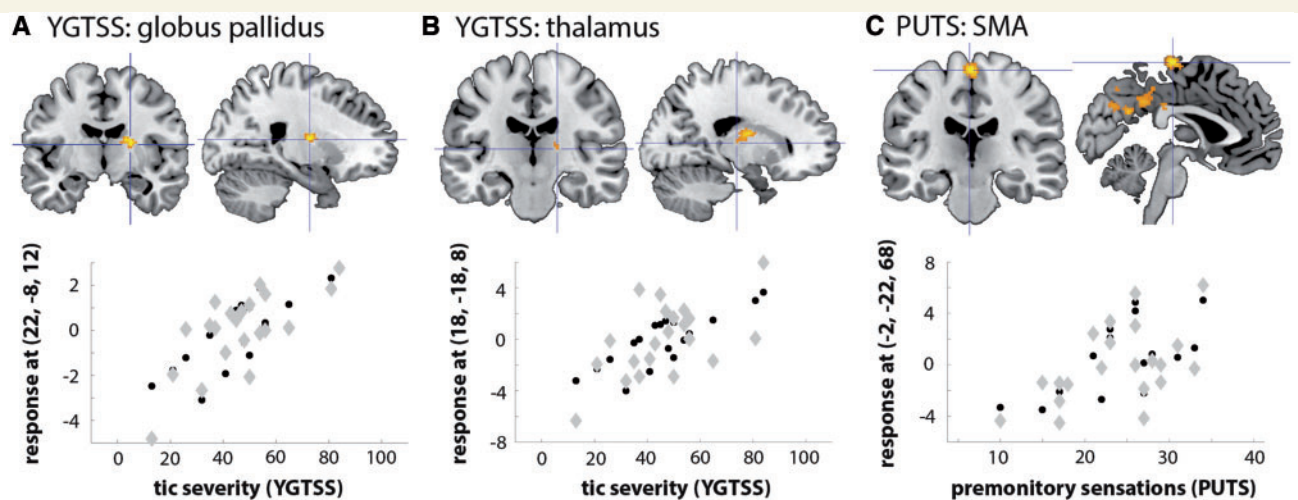 A YGTSS: globus pallidus
B YGTSS: thalamus
C PUTS: SMA
response at (22, -8, 12)
2
0
-2
-4
0 20 40 60 80 100
tic severity (YGTSS)
response at (18, -18, 8)
4
0
-4
-8
0 20 40 60 80 100
tic severity (YGTSS)
response at (-2, -22, 68)
8
4
0
-4
10 20 30 40
premonitory sensations (PUTS)